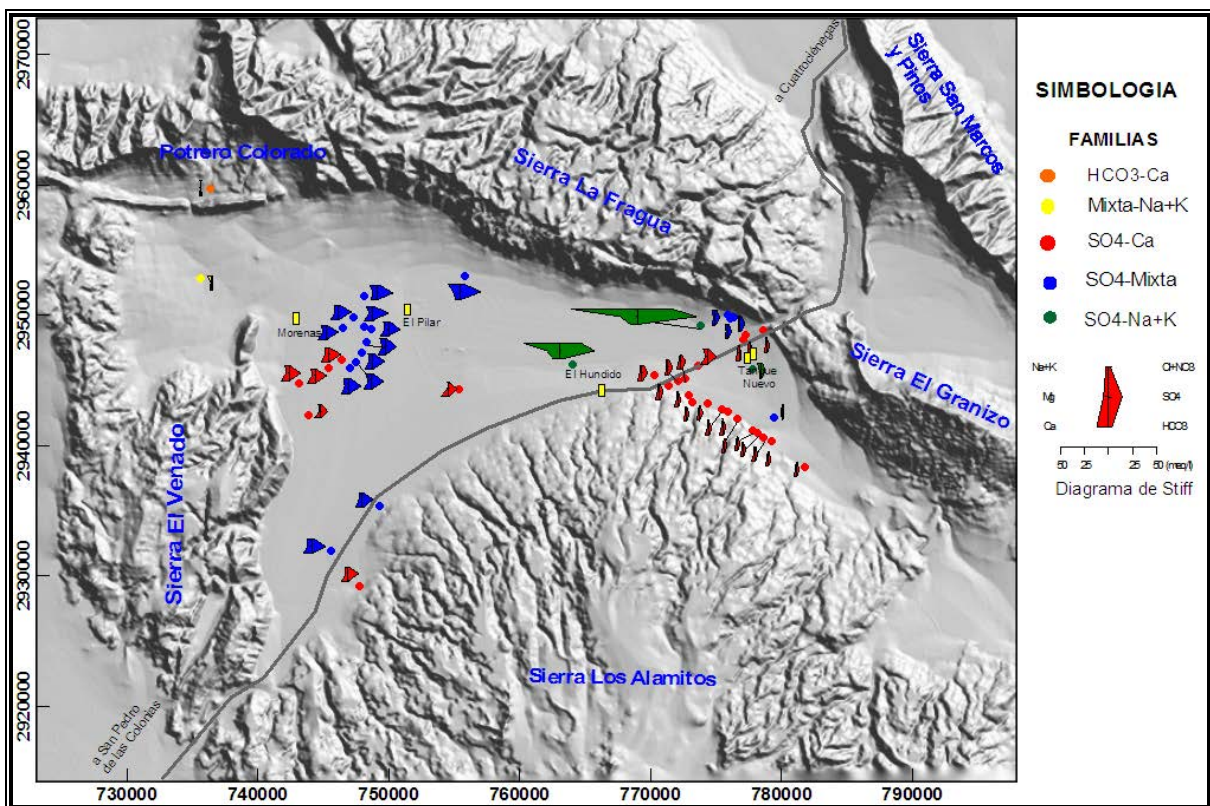 2970000
2960000
2950000
2940000
2930000
2920000
730000
740000
750000
760000
770000
780000
790000
a Cuatrociénegas
Sierra San Marcos
y Pinos
Potrero Colorado
Sierra La Fragua
Morenas
El Pilar
El Hundido
Tanque
Nuevo
Sierra El Granizo
Sierra El Venado
Sierra Los Alamitos
a San Pedro
de las Colonias
SIMBOLOGIA
FAMILIAS
HCO3-Ca
Mixta-Na+K
SO4-Ca
SO4-Mixta
SO4-Na+K
Na+K
Cl+NO3
Mg
SO4
Ca
HCO3
50 25 25 50 (meq/l)
Diagrama de Stiff